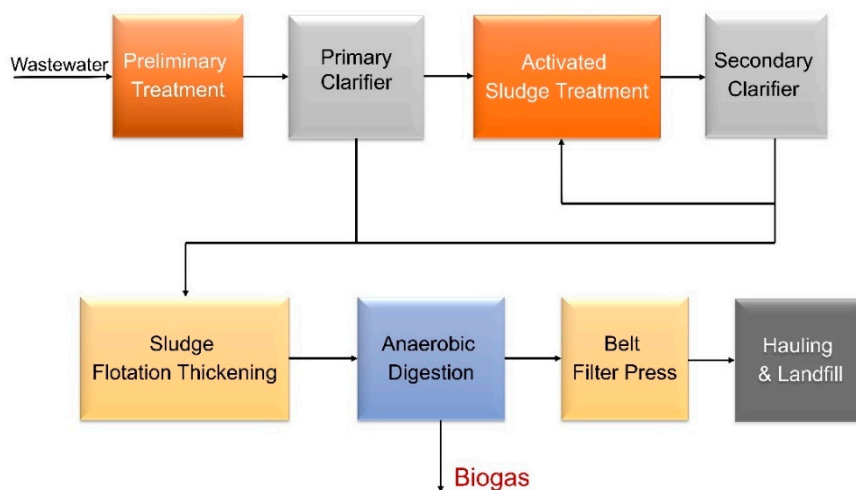 Wastewater
Preliminary
Treatment
Primary
Clarifier
Activated
Sludge Treatment
Secondary
Clarifier
Sludge
Flotation Thickening
Anaerobic
Digestion
Belt
Filter Press
Hauling
& Landfill
Biogas